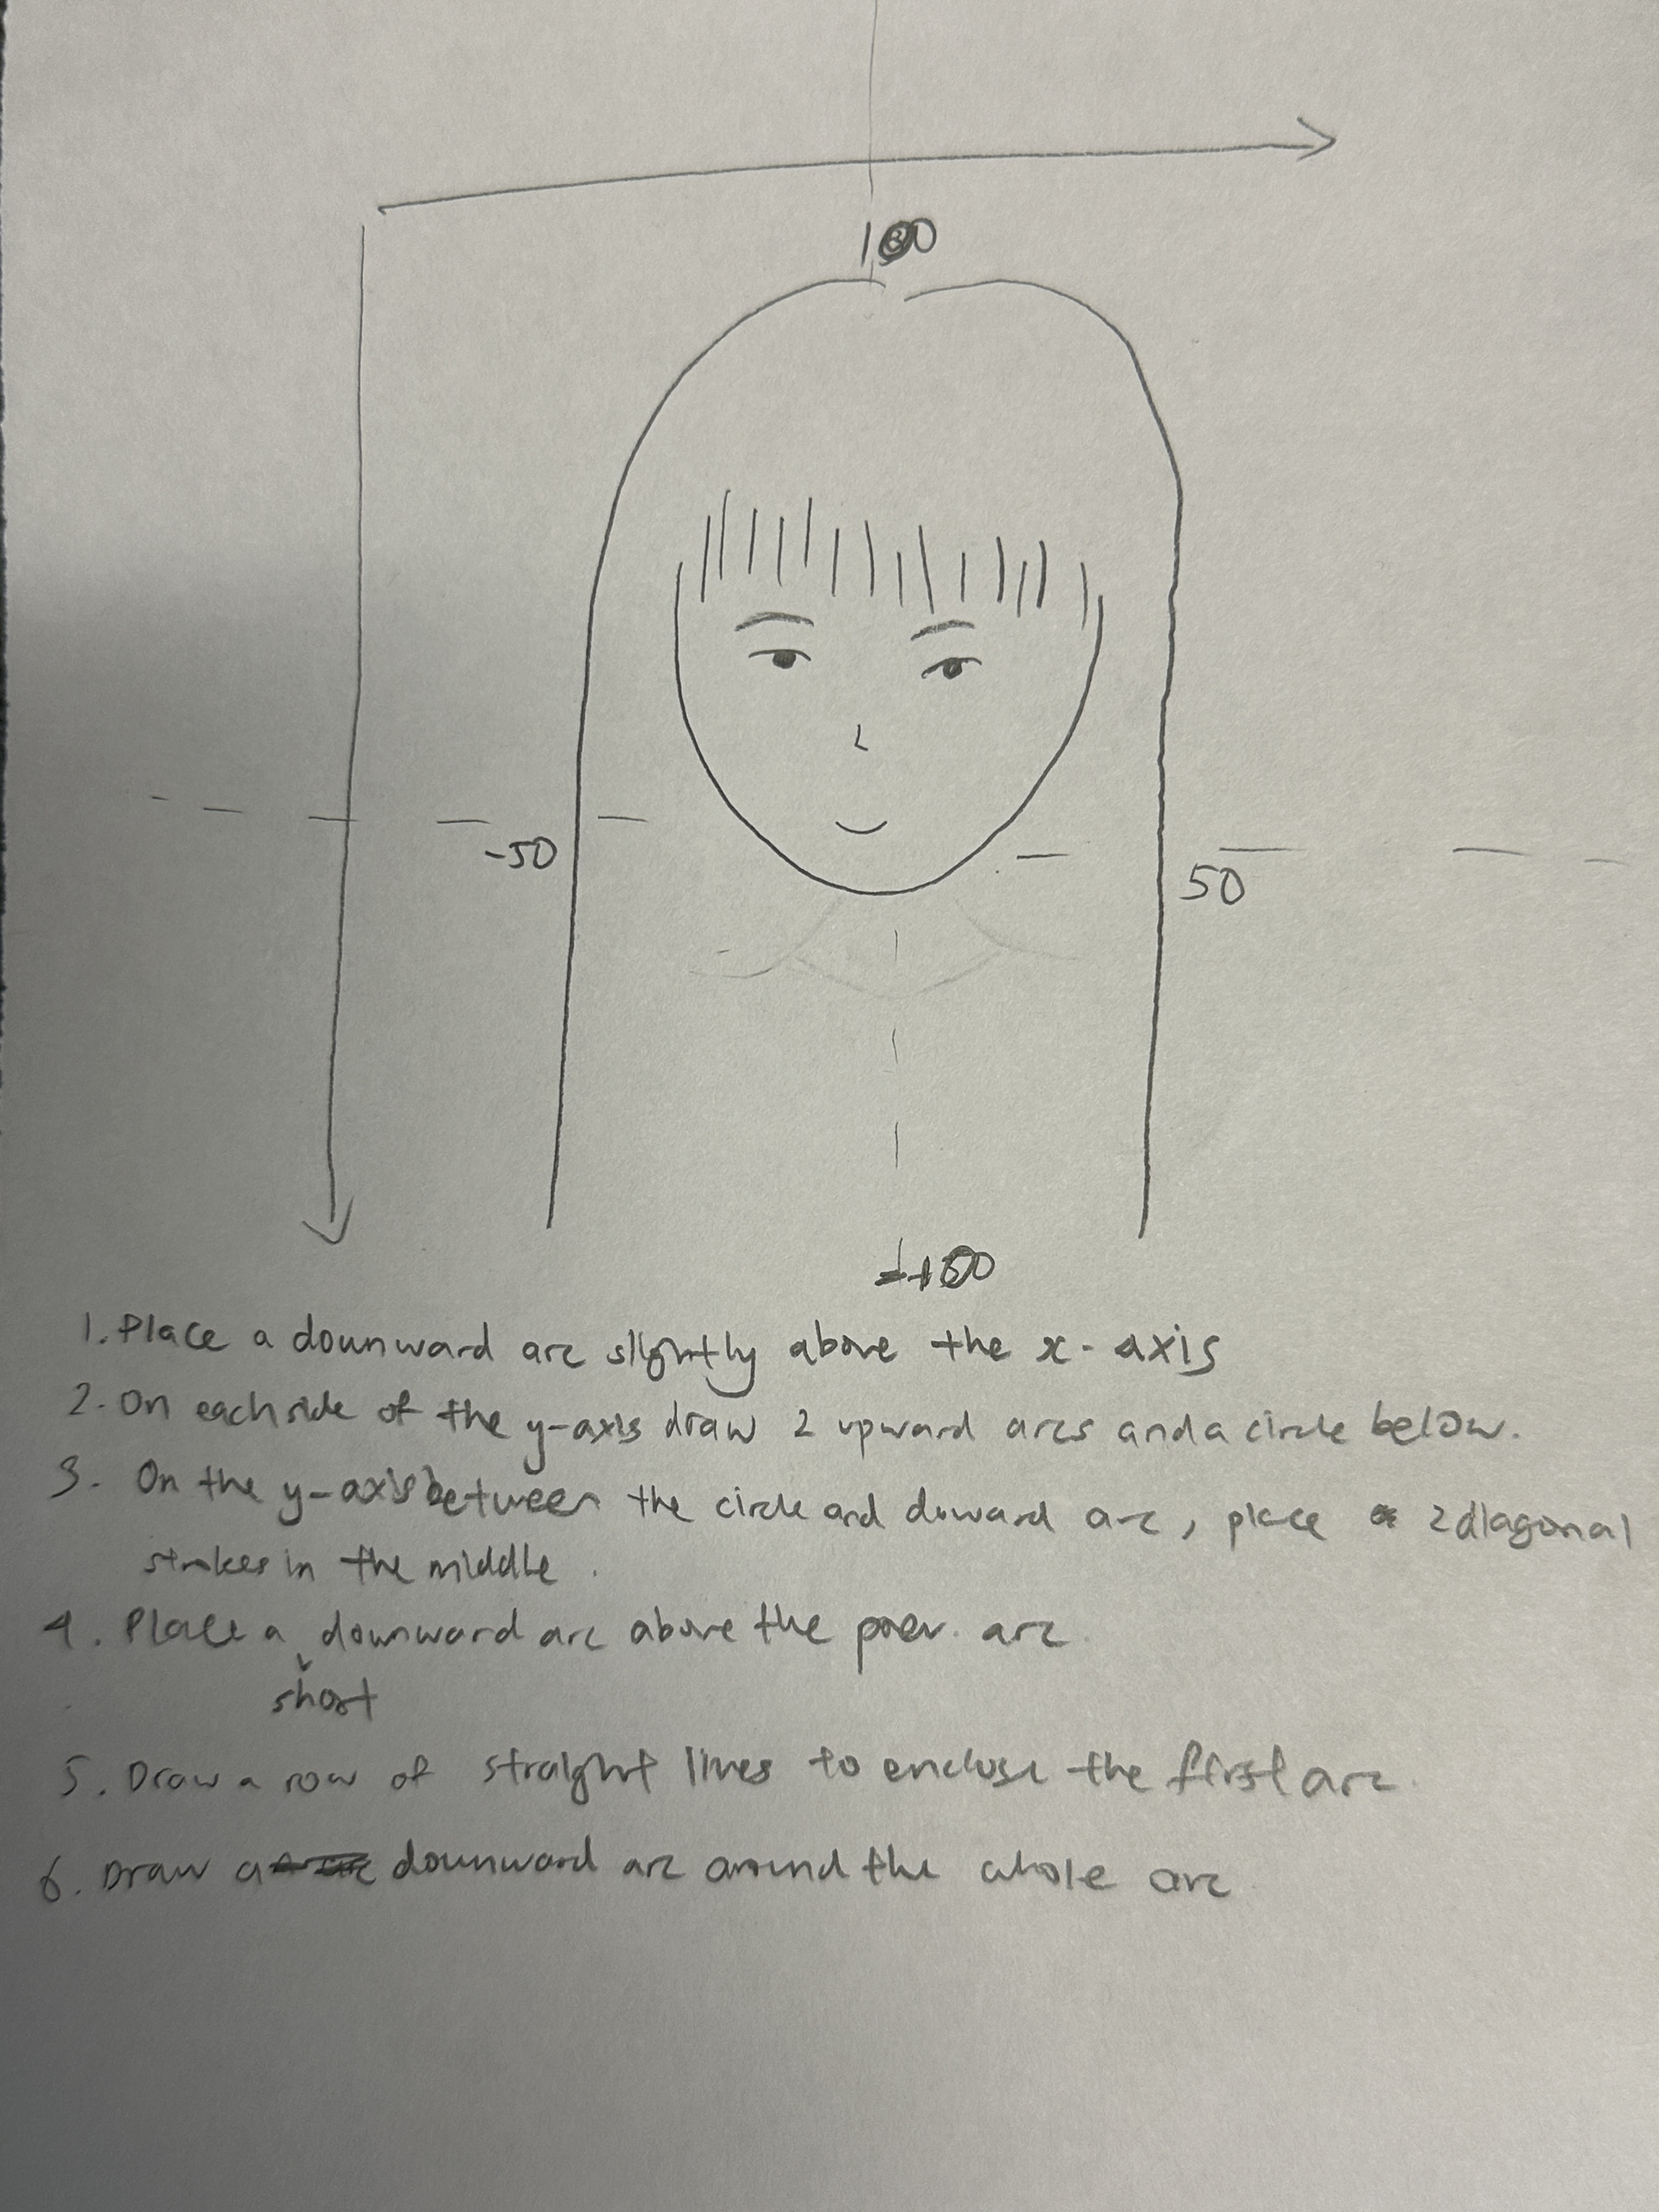 100
-50
50
-100
1. Place a downward arc slightly above the x-axis
2. On each side of the y-axis draw 2 upward arcs and a circle below.
3. On the y-axis between the circle and doward arc, place 2 diagonal
strokes in the middle.
4. Place a downward arc above the prev. arc
short
5. Draw a row of straight lines to enclose the first arc.
6. Draw a downward arc around the whole arc